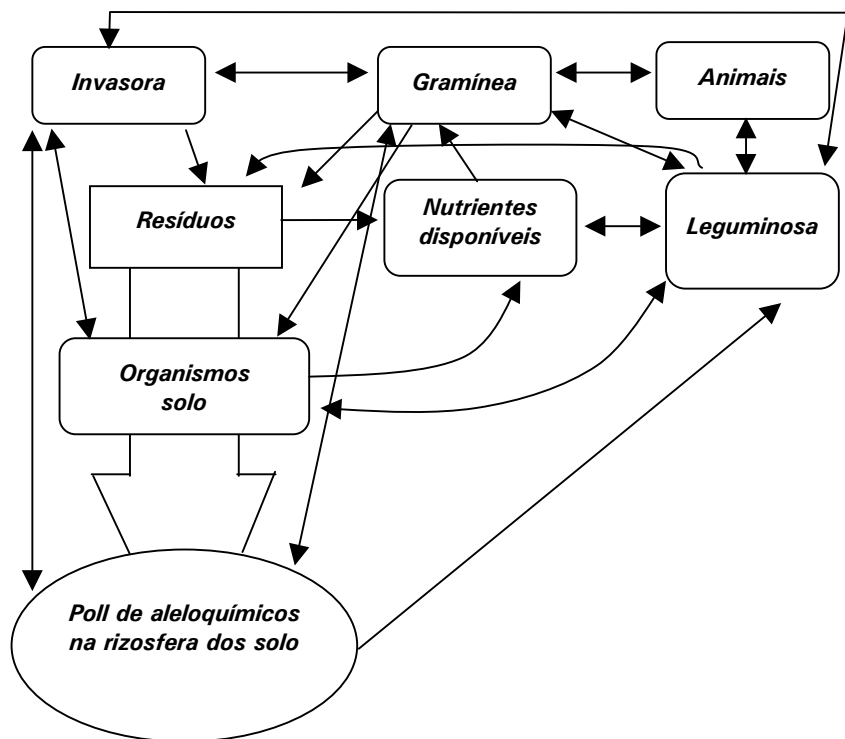 Invasora
Gramínea
Animais
Resíduos
Nutrientes
disponíveis
Leguminosa
Organismos
solo
Poll de aleloquímicos
na rizosfera dos solo